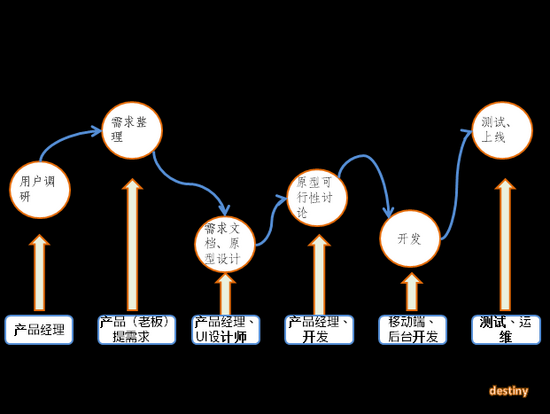 用户调
研
需求整
理
需求文
档、原
型设计
原型可
行性讨
论
开发
测试、
上线
产品经理
产品（老板）
提需求
产品经理、
UI设计师
产品经理、
开发
移动端、
后台开发
测试、运
维
destiny